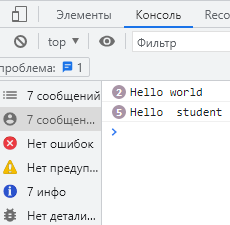 Элементы Консоль Reco
top Фильтр
проблема: 1
7 сообщений
7 сообщен...
Нет ошибок
Нет предуп...
7 инфо
Нет детали...
2 Hello world
5 Hello  student